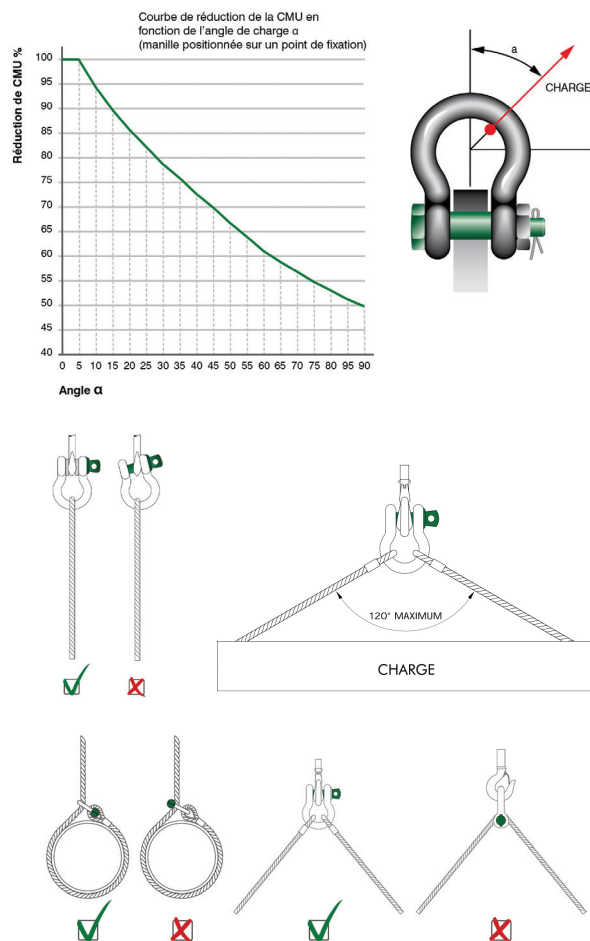 Courbe de réduction de la CMU en
fonction de l'angle de charge α
(manille positionnée sur un point de fixation)
Réduction de CMU %
100
95
90
85
80
75
70
65
60
55
50
45
40
0 5 10 15 20 25 30 35 40 45 50 55 60 65 70 75 80 85 90
Angle α
a
CHARGE
120° MAXIMUM
CHARGE